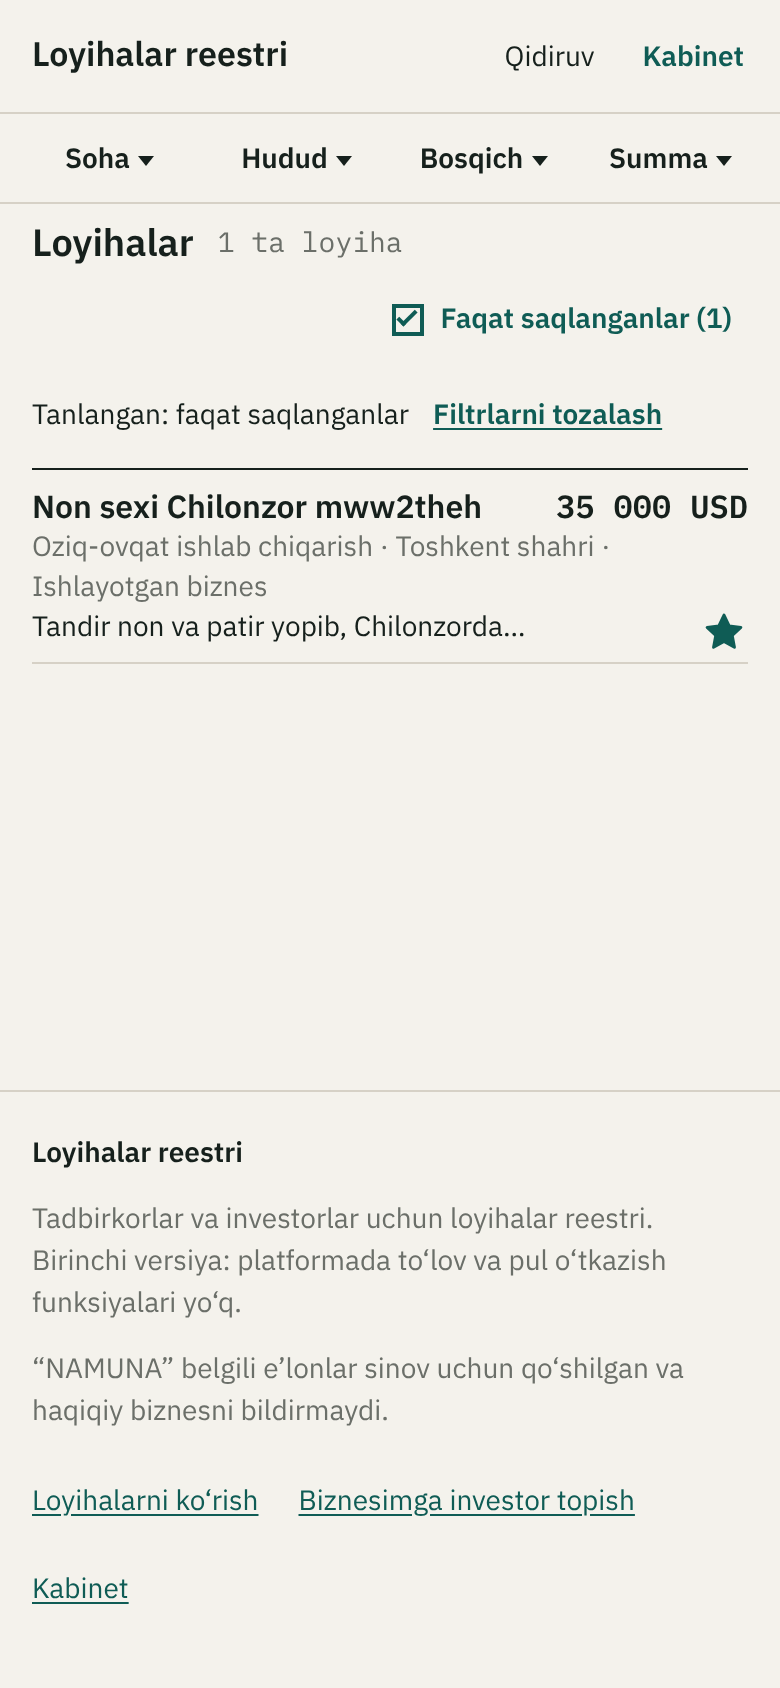 Loyihalar reestri
Qidiruv
Kabinet
Soha
Hudud
Bosqich
Summa
Loyihalar 1 ta loyiha
Faqat saqlanganlar (1)
Tanlangan: faqat saqlanganlar Filtrlarni tozalash
Non sexi Chilonzor mww2theh 35 000 USD
Oziq-ovqat ishlab chiqarish · Toshkent shahri ·
Ishlayotgan biznes
Tandir non va patir yopib, Chilonzorda...
Loyihalar reestri
Tadbirkorlar va investorlar uchun loyihalar reestri.
Birinchi versiya: platformada to‘lov va pul o‘tkazish
funksiyalari yo‘q.
“NAMUNA” belgili e’lonlar sinov uchun qo‘shilgan va
haqiqiy biznesni bildirmaydi.
Loyihalarni ko‘rish Biznesimga investor topish
Kabinet